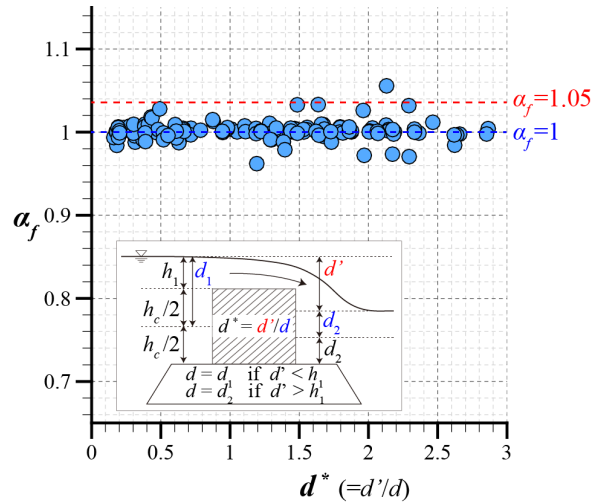 1.1
α_f=1.05
1
α_f=1
α_f
0.9
0.8
0.7
h_1
d_1
d'
h_c/2
d* = d'/d
d_2
h_c/2
d_2
d = d_1 if d' < h_1
d = d_2 if d' > h_1
0 0.5 1 1.5 2 2.5 3
d* (=d'/d)